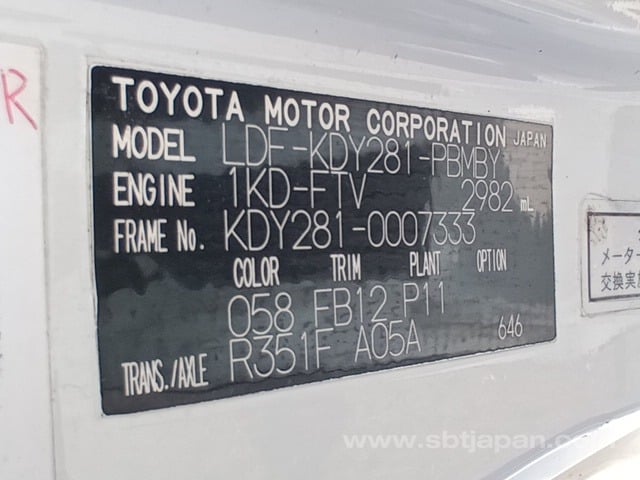 R
TOYOTA MOTOR CORPORATION JAPAN
MODEL LDF-KDY281-PBMBY
ENGINE 1KD-FTV 2982 mL
FRAME No. KDY281-0007333
COLOR TRIM PLANT OPTION
058 FB12 P11
TRANS./AXLE R351F A05A 646
メーター
交換実
www.sbtjapan.co